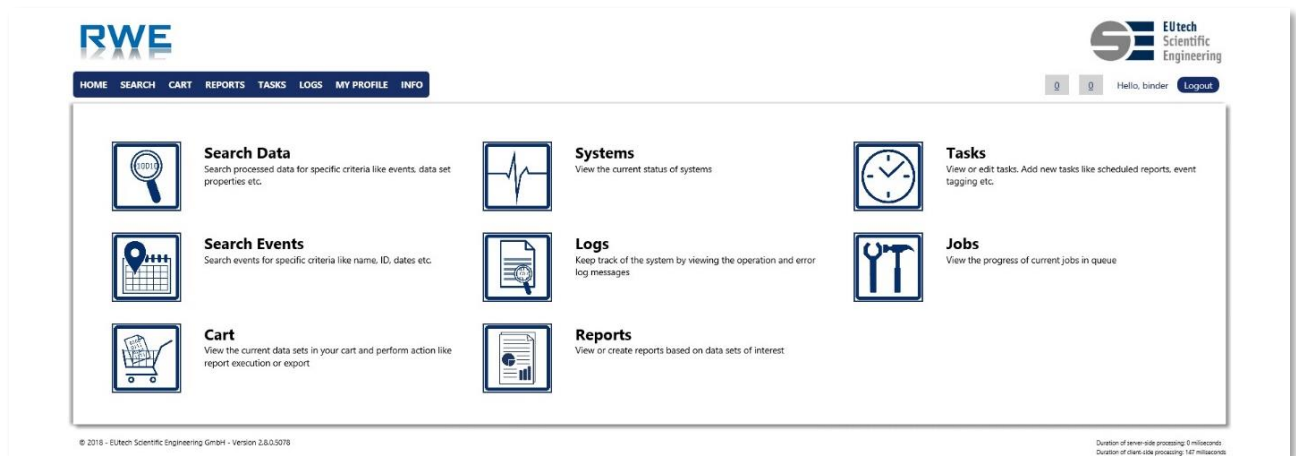 RWE
EUtech
Scientific
Engineering
HOME SEARCH CART REPORTS TASKS LOGS MY PROFILE INFO
0 0 Hello, binder Logout
Search Data
Search processed data for specific criteria like events, data set
properties etc.
Systems
View the current status of systems
Tasks
View or edit tasks. Add new tasks like scheduled reports, event
tagging etc.
Search Events
Search events for specific criteria like name, ID, dates etc.
Logs
Keep track of the system by viewing the operation and error
log messages
Jobs
View the progress of current jobs in queue
Cart
View the current data sets in your cart and perform action like
report execution or export
Reports
View or create reports based on data sets of interest
© 2018 - EUtech Scientific Engineering GmbH - Version 2.8.0.5078
Duration of server-side processing: 0 milliseconds
Duration of client-side processing: 147 milliseconds